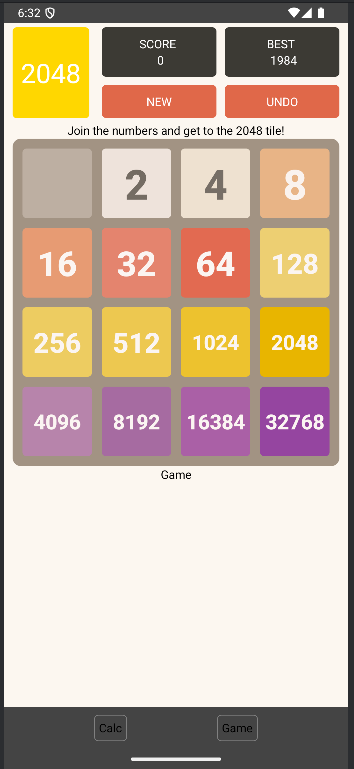 6:32
2048
SCORE
0
BEST
1984
NEW
UNDO
Join the numbers and get to the 2048 tile!
2 4 8
16 32 64 128
256 512 1024 2048
4096 8192 16384 32768
Game
Calc Game